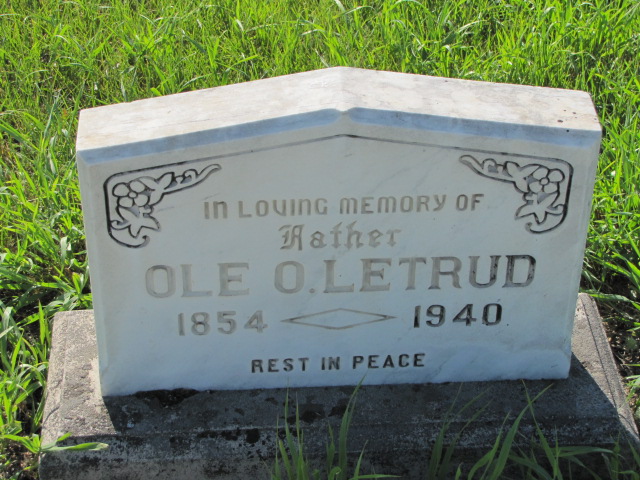 IN LOVING MEMORY OF
Father
OLE O. LETRUD
1854 1940
REST IN PEACE